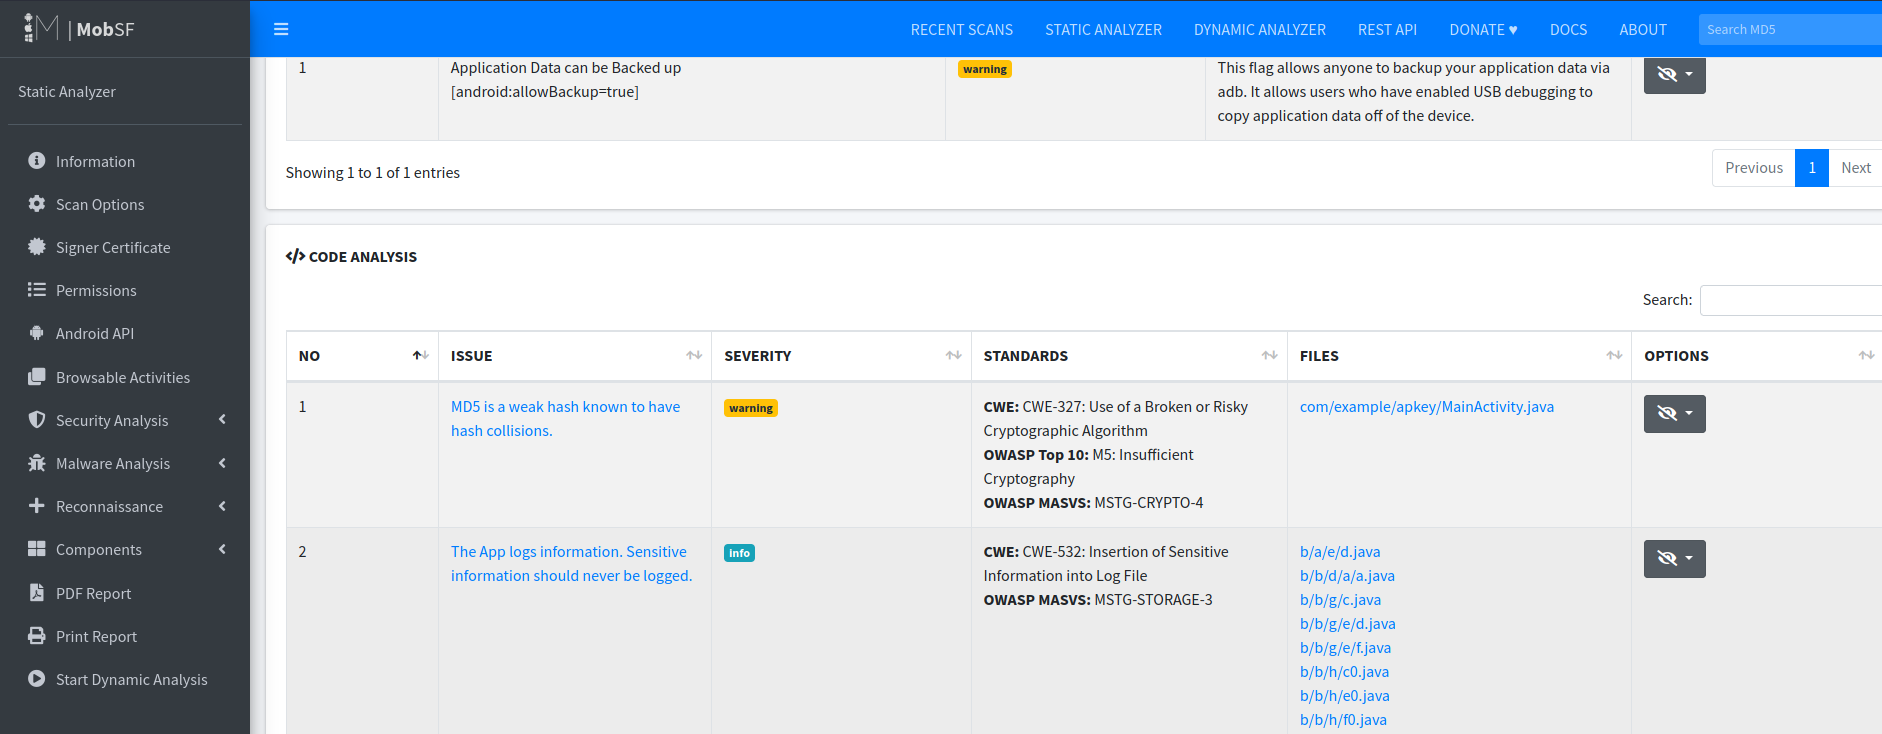 M | MobSF
RECENT SCANS STATIC ANALYZER DYNAMIC ANALYZER REST API DONATE ♥ DOCS ABOUT Search MD5
Static Analyzer
Information
Scan Options
Signer Certificate
Permissions
Android API
Browsable Activities
Security Analysis
Malware Analysis
Reconnaissance
Components
PDF Report
Print Report
Start Dynamic Analysis
1
Application Data can be Backed up
[android:allowBackup=true]
warning
This flag allows anyone to backup your application data via
adb. It allows users who have enabled USB debugging to
copy application data off of the device.
Showing 1 to 1 of 1 entries
Previous 1 Next
</> CODE ANALYSIS
Search:
NO ISSUE SEVERITY STANDARDS FILES OPTIONS
1
MD5 is a weak hash known to have
hash collisions.
warning
CWE: CWE-327: Use of a Broken or Risky
Cryptographic Algorithm
OWASP Top 10: M5: Insufficient
Cryptography
OWASP MASVS: MSTG-CRYPTO-4
com/example/apkey/MainActivity.java
2
The App logs information. Sensitive
information should never be logged.
info
CWE: CWE-532: Insertion of Sensitive
Information into Log File
OWASP MASVS: MSTG-STORAGE-3
b/a/e/d.java
b/b/d/a/a.java
b/b/g/c.java
b/b/g/e/d.java
b/b/g/e/f.java
b/b/h/c0.java
b/b/h/e0.java
b/b/h/f0.java